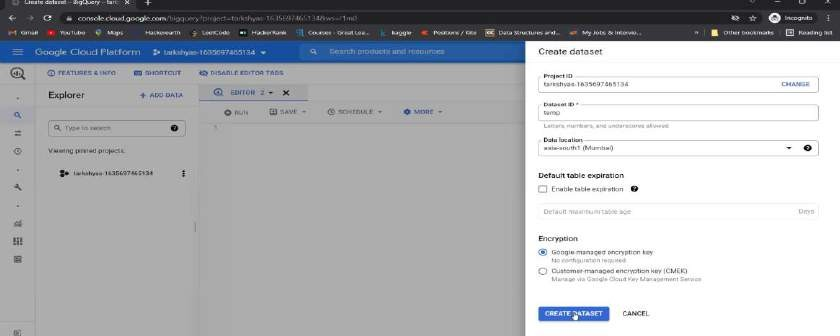 Create dataset – BigQuery – tark
console.cloud.google.com/bigquery?project=tarkshyaa-1635697465134&ws=!1m0
Incognito
Gmail YouTube Maps Hackerearth LeetCode HackerRank Courses - Great Lea... kaggle Positions / Gita Data Structures and... My Jobs & Intervie... » Other bookmarks Reading list
Google Cloud Platform tarkshyaa-1635697465134 Search products and resources
FEATURES & INFO SHORTCUT DISABLE EDITOR TABS
Explorer + ADD DATA
EDITOR 2
RUN SAVE SCHEDULE MORE
Type to search
1
Viewing pinned projects.
tarkshyaa-1635697465134
Create dataset
Project ID
tarkshyaa-1635697465134 CHANGE
Dataset ID *
temp
Letters, numbers, and underscores allowed
Data location
asia-south1 (Mumbai)
Default table expiration
Enable table expiration
Default maximum table age Days
Encryption
Google-managed encryption key
No configuration required
Customer-managed encryption key (CMEK)
Manage via Google Cloud Key Management Service
CREATE DATASET CANCEL